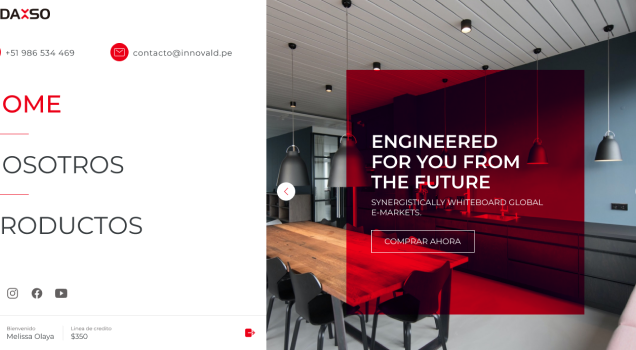 DAXSO
+51 986 534 469
contacto@innovald.pe
OME
OSOTROS
RODUCTOS
Bienvenido
Melissa Olaya
Línea de credito
$350
ENGINEERED
FOR YOU FROM
THE FUTURE
SYNERGISTICALLY WHITEBOARD GLOBAL
E-MARKETS.
COMPRAR AHORA